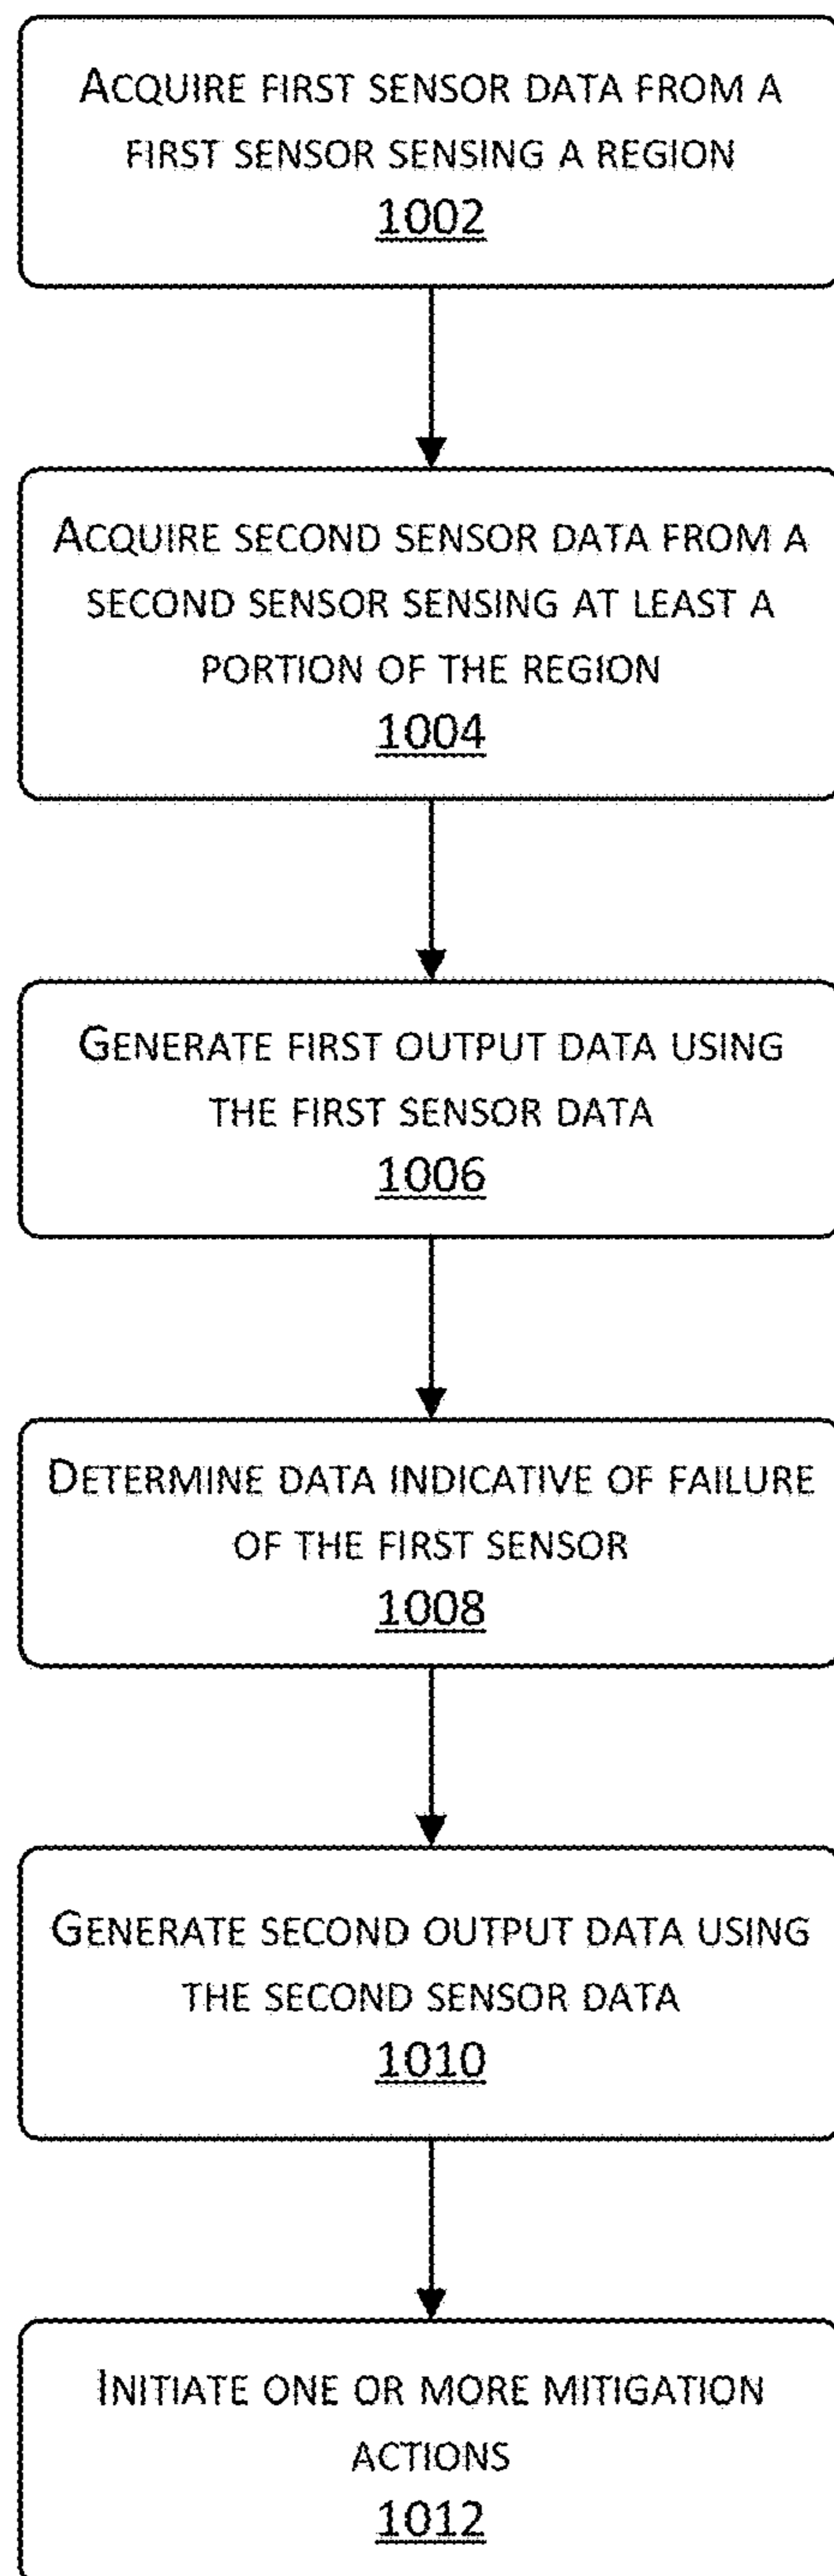 ACQUIRE FIRST SENSOR DATA FROM A
FIRST SENSOR SENSING A REGION
1002
ACQUIRE SECOND SENSOR DATA FROM A
SECOND SENSOR SENSING AT LEAST A
PORTION OF THE REGION
1004
GENERATE FIRST OUTPUT DATA USING
THE FIRST SENSOR DATA
1006
DETERMINE DATA INDICATIVE OF FAILURE
OF THE FIRST SENSOR
1008
GENERATE SECOND OUTPUT DATA USING
THE SECOND SENSOR DATA
1010
INITIATE ONE OR MORE MITIGATION
ACTIONS
1012